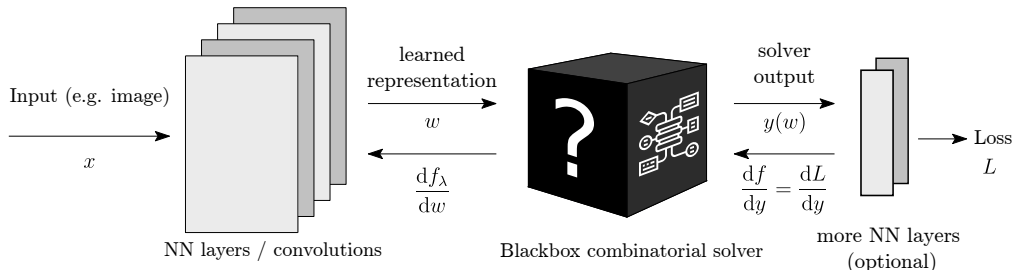 Input (e.g. image)
x
NN layers / convolutions
learned
representation
w
df_λ/dw
?
Blackbox combinatorial solver
solver
output
y(w)
df/dy = dL/dy
more NN layers
(optional)
Loss
L